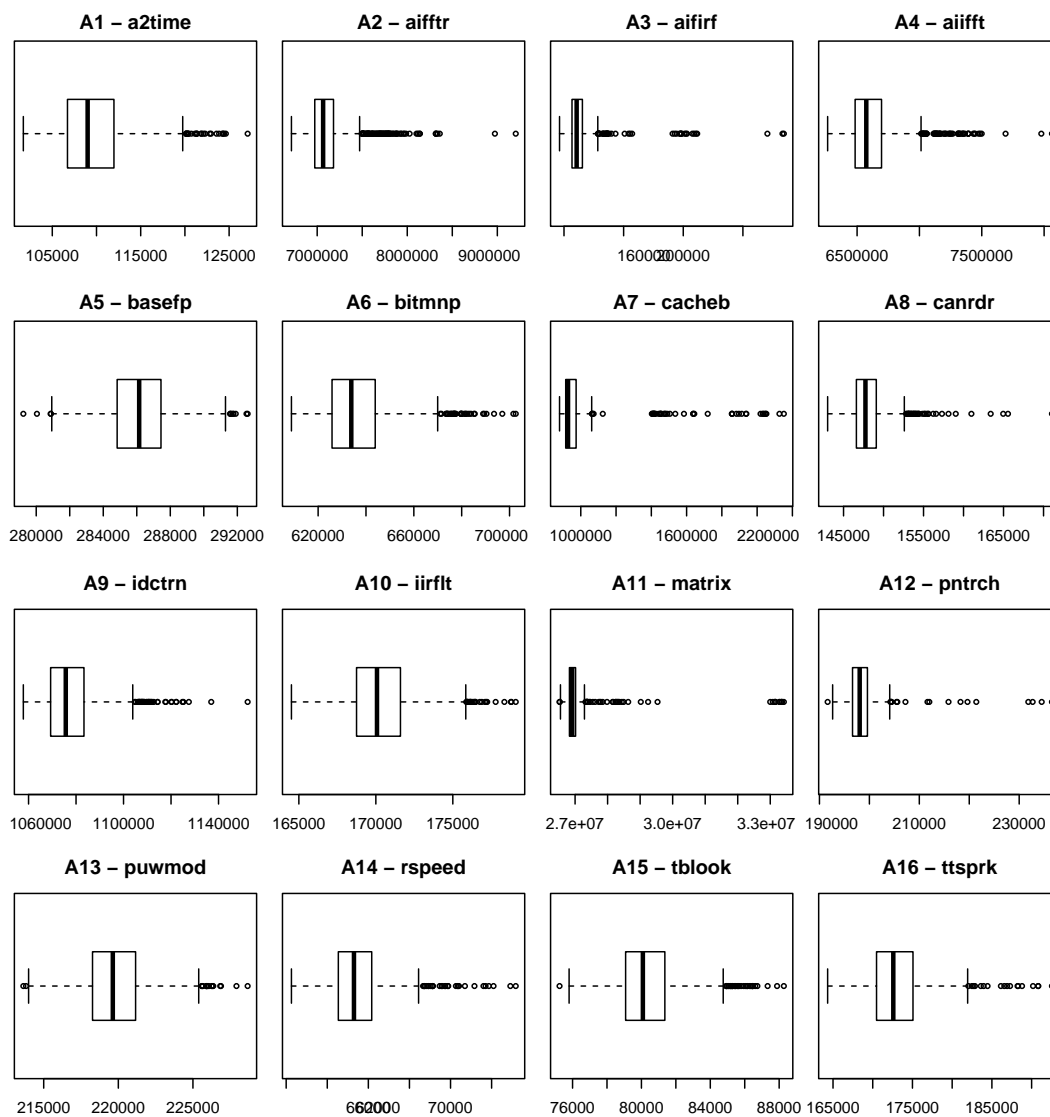 A1 − a2time A2 − aifftr A3 − aifirf A4 − aiifft
105000 115000 125000 7000000 8000000 9000000 160000 200000 6500000 7500000
A5 − basefp A6 − bitmnp A7 − cacheb A8 − canrdr
280000 284000 288000 292000 620000 660000 700000 1000000 1600000 2200000 145000 155000 165000
A9 − idctrn A10 − iirflt A11 − matrix A12 − pntrch
1060000 1100000 1140000 165000 170000 175000 2.7e+07 3.0e+07 3.3e+07 190000 210000 230000
A13 − puwmod A14 − rspeed A15 − tblook A16 − ttsprk
215000 220000 225000 70000 76000 80000 84000 88000 165000 175000 185000